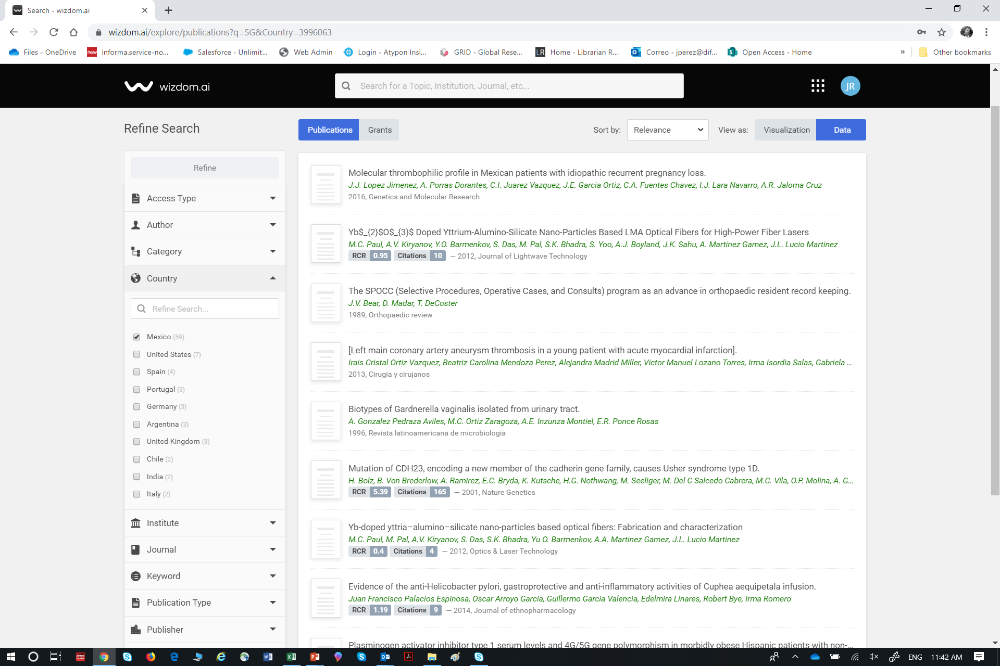 Search - wizdom.ai
wizdom.ai/explore/publications?q=5G&Country=3996063
Files - OneDrive
informa.service-no...
Salesforce - Unlimit...
Web Admin
Login - Atypon Insi...
GRID - Global Rese...
LR
Home - Librarian R...
Correo - jperez@dif...
Open Access - Home
»
Other bookmarks
wizdom.ai
Search for a Topic, Institution, Journal, etc...
JR
Refine Search
Publications
Grants
Sort by:
Relevance
View as:
Visualization
Data
Refine
Access Type
Author
Category
Country
Refine Search...
Mexico (59)
United States (7)
Spain (4)
Portugal (3)
Germany (3)
Argentina (3)
United Kingdom (3)
Chile (2)
India (2)
Italy (2)
Institute
Journal
Keyword
Publication Type
Publisher
Molecular thrombophilic profile in Mexican patients with idiopathic recurrent pregnancy loss.
J.J. Lopez Jimenez, A. Porras Dorantes, C.I. Juarez Vazquez, J.E. Garcia Ortiz, C.A. Fuentes Chavez, I.J. Lara Navarro, A.R. Jaloma Cruz
2016, Genetics and Molecular Research
Yb$_{2}$O$_{3}$ Doped Yttrium-Alumino-Silicate Nano-Particles Based LMA Optical Fibers for High-Power Fiber Lasers
M.C. Paul, A.V. Kiryanov, Y.O. Barmenkov, S. Das, M. Pal, S.K. Bhadra, S. Yoo, A.J. Boyland, J.K. Sahu, A. Martinez Gamez, J.L. Lucio Martinez
RCR 0.95 Citations 10 — 2012, Journal of Lightwave Technology
The SPOCC (Selective Procedures, Operative Cases, and Consults) program as an advance in orthopaedic resident record keeping.
J.V. Bear, D. Madar, T. DeCoster
1989, Orthopaedic review
[Left main coronary artery aneurysm thrombosis in a young patient with acute myocardial infarction].
Irais Cristal Ortiz Vazquez, Beatriz Carolina Mendoza Perez, Alejandra Madrid Miller, Victor Manuel Lozano Torres, Irma Isordia Salas, Gabriela ...
2013, Cirugia y cirujanos
Biotypes of Gardnerella vaginalis isolated from urinary tract.
A. Gonzalez Pedraza Aviles, M.C. Ortiz Zaragoza, A.E. Inzunza Montiel, E.R. Ponce Rosas
1996, Revista latinoamericana de microbiologia
Mutation of CDH23, encoding a new member of the cadherin gene family, causes Usher syndrome type 1D.
H. Bolz, B. Von Brederlow, A. Ramirez, E.C. Bryda, K. Kutsche, H.G. Nothwang, M. Seeliger, M. Del C Salcedo Cabrera, M.C. Vila, O.P. Molina, A. G...
RCR 5.39 Citations 165 — 2001, Nature Genetics
Yb-doped yttria–alumino–silicate nano-particles based optical fibers: Fabrication and characterization
M.C. Paul, M. Pal, A.V. Kiryanov, S. Das, S.K. Bhadra, Yu O. Barmenkov, A.A. Martinez Gamez, J.L. Lucio Martinez
RCR 0.4 Citations 4 — 2012, Optics & Laser Technology
Evidence of the anti-Helicobacter pylori, gastroprotective and anti-inflammatory activities of Cuphea aequipetala infusion.
Juan Francisco Palacios Espinosa, Oscar Arroyo Garcia, Guillermo Garcia Valencia, Edelmira Linares, Robert Bye, Irma Romero
RCR 1.19 Citations 9 — 2014, Journal of ethnopharmacology
Plasminogen activator inhibitor type 1 serum levels and 4G/5G gene polymorphism in morbidly obese Hispanic patients with non-...
ENG
11:42 AM